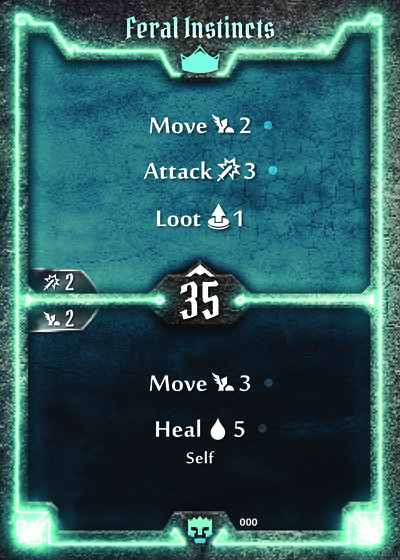 Feral Instincts
Move 2
Attack 3
Loot 1
2
35
2
Move 3
Heal 5
Self
000